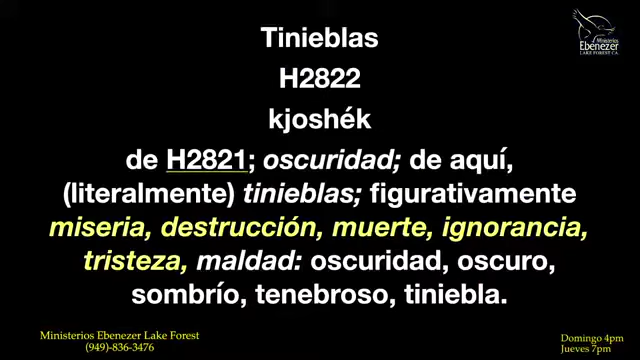 Ministerios
Ebenezer
LAKE FOREST CA.
Tinieblas
H2822
kjoshék
de H2821; oscuridad; de aquí,
(literalmente) tinieblas; figurativamente
miseria, destrucción, muerte, ignorancia,
tristeza, maldad: oscuridad, oscuro,
sombrío, tenebroso, tiniebla.
Ministerios Ebenezer Lake Forest
(949)-836-3476
Domingo 4pm
Jueves 7pm